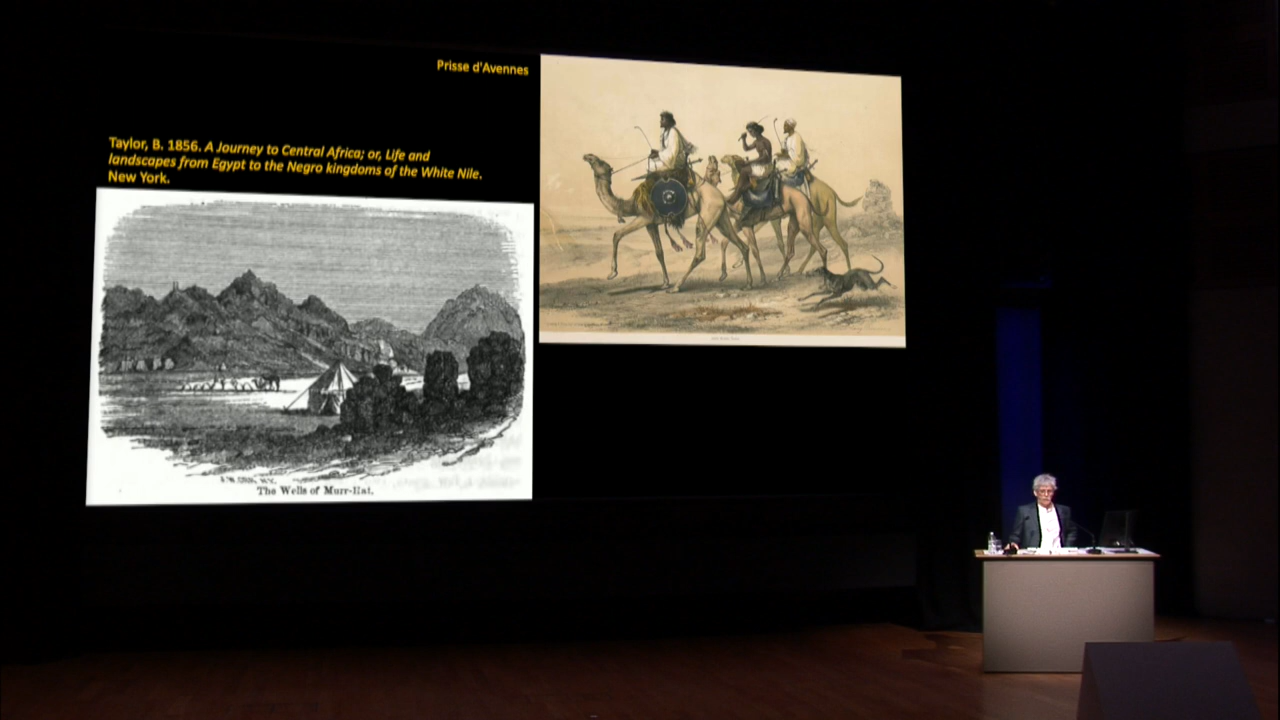 Prisse d'Avennes
Taylor, B. 1856. A Journey to Central Africa; or, Life and
landscapes from Egypt to the Negro kingdoms of the White Nile.
New York.
The Wells of Murr-Hat.